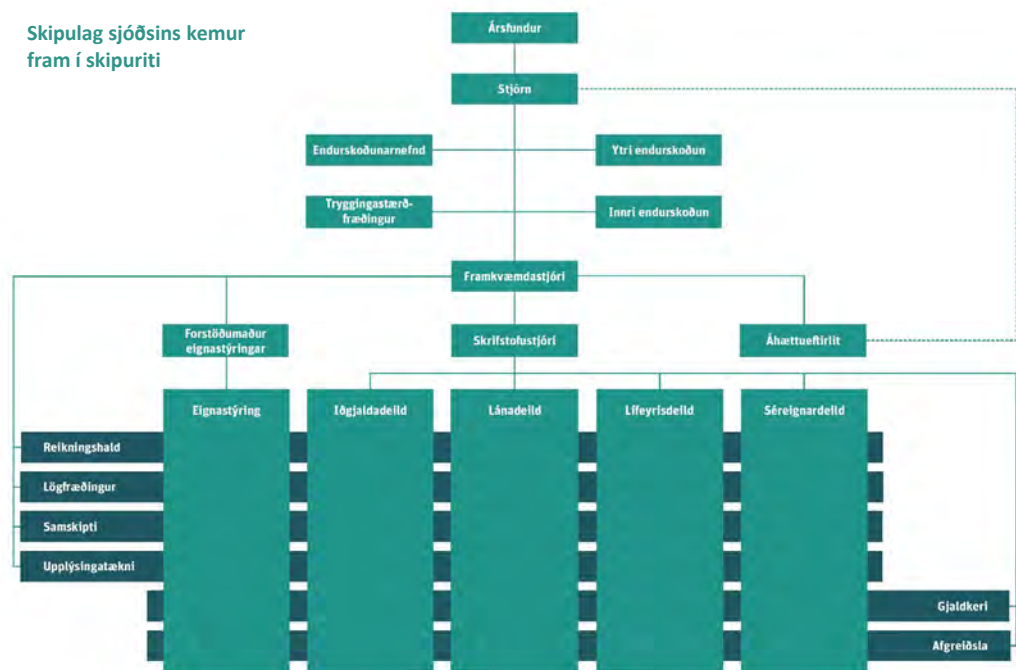 Skipulag sjóðsins kemur
fram í skipuriti
Ársfundur
Stjórn
Endurskoðunarnefnd
Ytri endurskoðun
Tryggingastærð-
fræðingur
Innri endurskoðun
Framkvæmdastjóri
Forstöðumaður
eignastýringar
Skrifstofustjóri
Áhættueftirlit
Eignastýring
Iðgjaldadeild
Lánadeild
Lífeyrisdeild
Séreignardeild
Reikningshald
Lögfræðingur
Samskipti
Upplýsingatækni
Gjaldkeri
Afgreiðsla